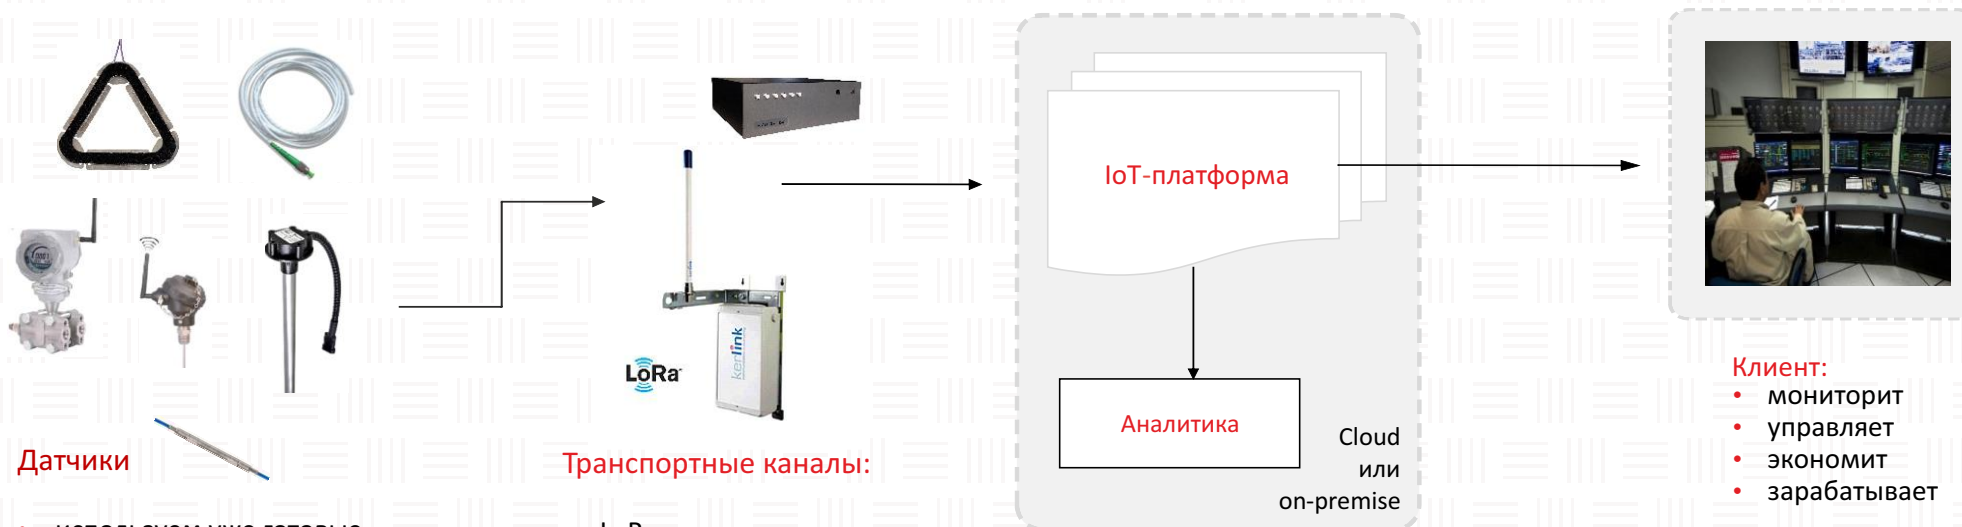 IoT-платформа
kerlink
LoRa
Аналитика
Cloud
или
on-premise
Датчики
Транспортные каналы:
Клиент:
• мониторит
• управляет
• экономит
• зарабатывает